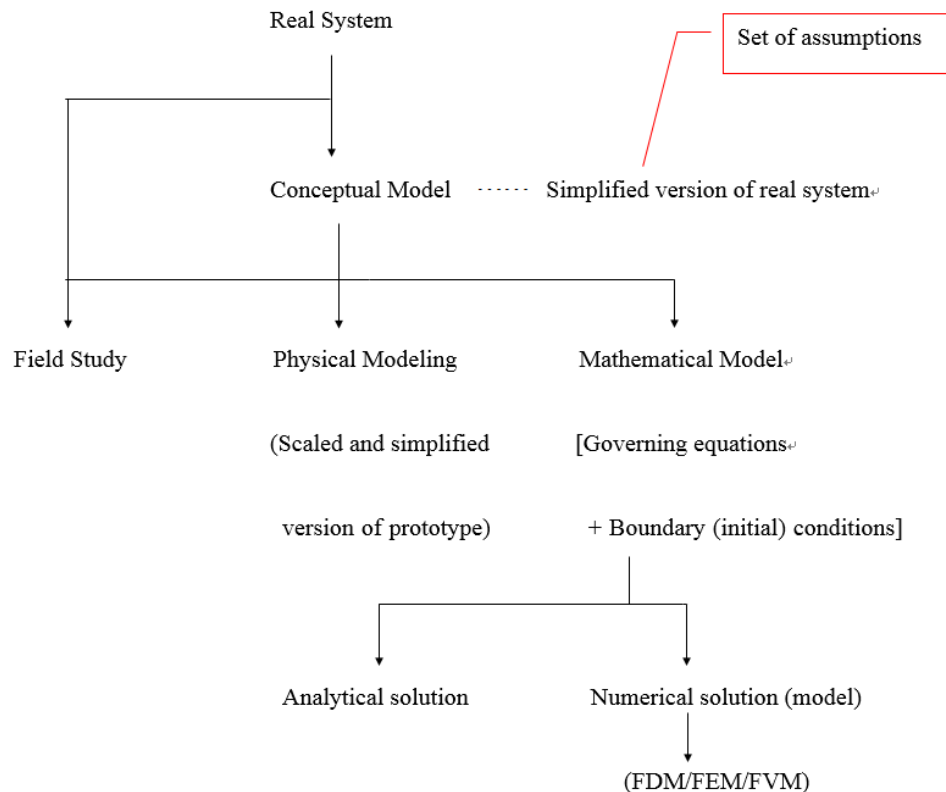 Real System
Set of assumptions
Conceptual Model ...... Simplified version of real system↵
Field Study Physical Modeling Mathematical Model↵
(Scaled and simplified [Governing equations↵
version of prototype) + Boundary (initial) conditions]
Analytical solution Numerical solution (model)
(FDM/FEM/FVM)